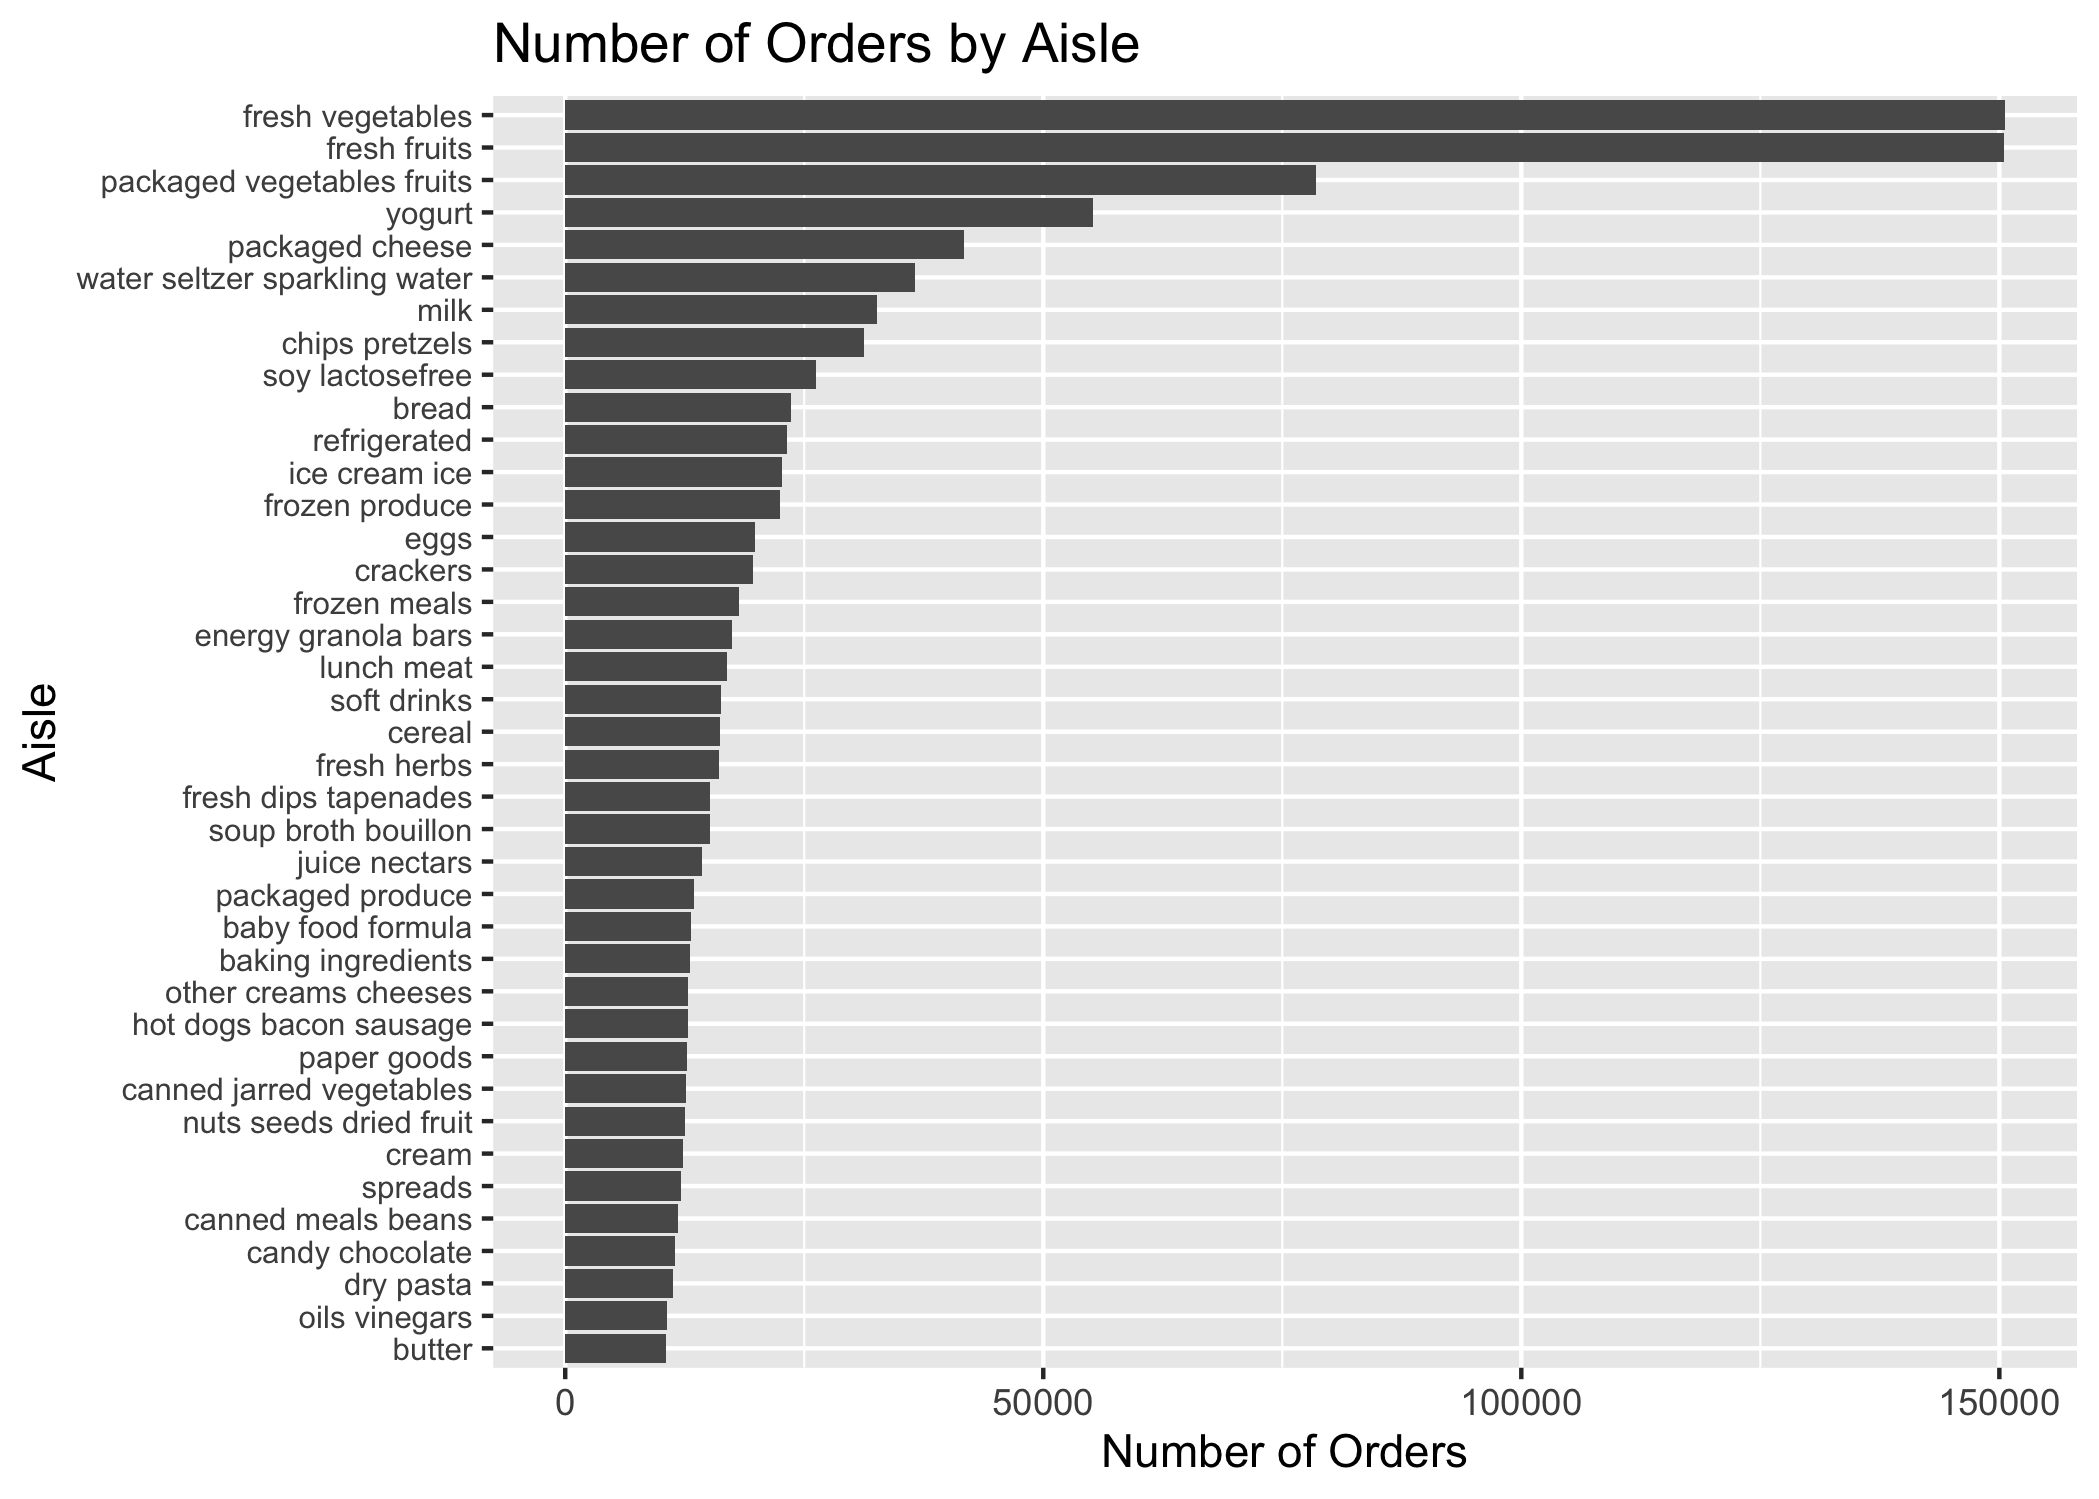 Number of Orders by Aisle
fresh vegetables
fresh fruits
packaged vegetables fruits
yogurt
packaged cheese
water seltzer sparkling water
milk
chips pretzels
soy lactosefree
bread
refrigerated
ice cream ice
frozen produce
eggs
crackers
frozen meals
energy granola bars
lunch meat
soft drinks
cereal
fresh herbs
fresh dips tapenades
soup broth bouillon
juice nectars
packaged produce
baby food formula
baking ingredients
other creams cheeses
hot dogs bacon sausage
paper goods
canned jarred vegetables
nuts seeds dried fruit
cream
spreads
canned meals beans
candy chocolate
dry pasta
oils vinegars
butter
Aisle
0 50000 100000 150000
Number of Orders